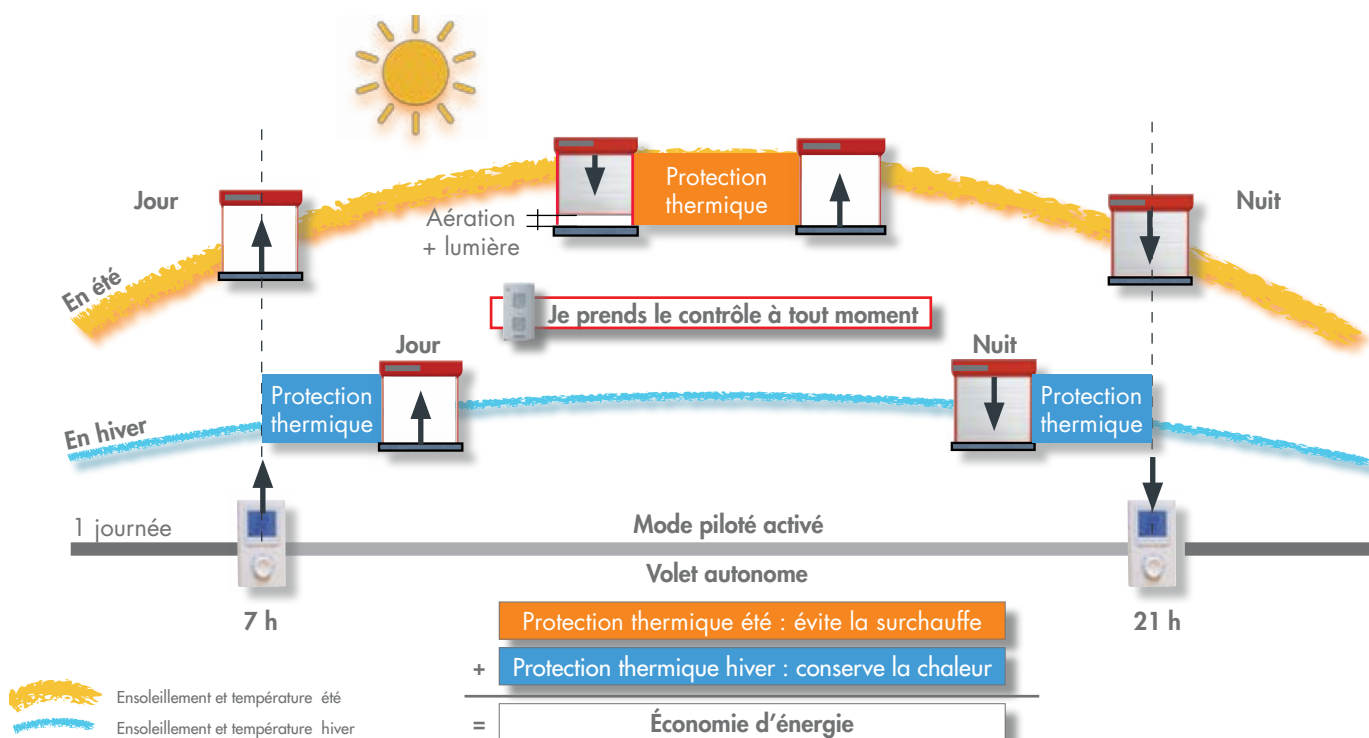 Jour
Protection
thermique
Nuit
Aération
+ lumière
En été
Je prends le contrôle à tout moment
Jour
Nuit
Protection
thermique
Protection
thermique
En hiver
1 journée
Mode piloté activé
Volet autonome
7 h
21 h
Protection thermique été : évite la surchauffe
+
Protection thermique hiver : conserve la chaleur
=
Économie d’énergie
Ensoleillement et température été
Ensoleillement et température hiver